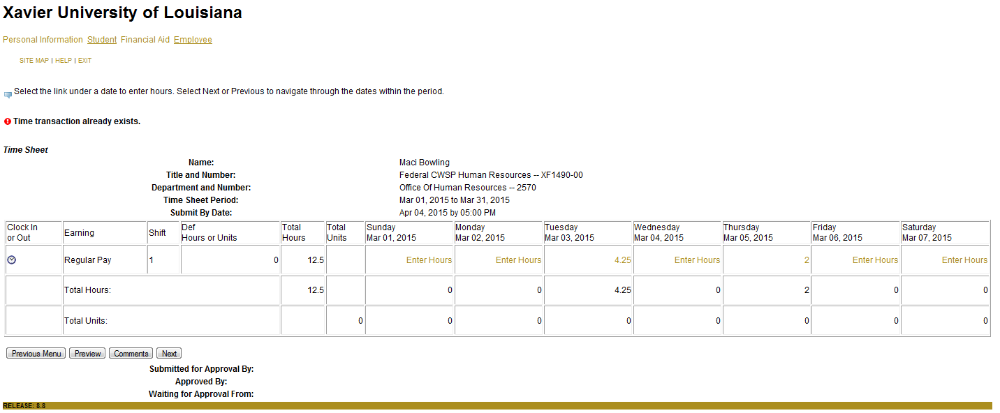 Xavier University of Louisiana
Personal Information Student Financial Aid Employee
SITE MAP | HELP | EXIT
Select the link under a date to enter hours. Select Next or Previous to navigate through the dates within the period.
Time transaction already exists.
Time Sheet
Name: Maci Bowling
Title and Number: Federal CWSP Human Resources -- XF1490-00
Department and Number: Office Of Human Resources -- 2570
Time Sheet Period: Mar 01, 2015 to Mar 31, 2015
Submit By Date: Apr 04, 2015 by 05:00 PM
Clock In Earning Shift Def Total Total Sunday Monday Tuesday Wednesday Thursday Friday Saturday
or Out Hours or Units Hours Units Mar 01, 2015 Mar 02, 2015 Mar 03, 2015 Mar 04, 2015 Mar 05, 2015 Mar 06, 2015 Mar 07, 2015
Regular Pay 1 0 12.5 Enter Hours Enter Hours 4.25 Enter Hours 2 Enter Hours Enter Hours
Total Hours: 12.5 0 0 4.25 0 2 0 0
Total Units: 0 0 0 0 0 0 0 0
Previous Menu Preview Comments Next
Submitted for Approval By:
Approved By:
Waiting for Approval From:
RELEASE: 8.8